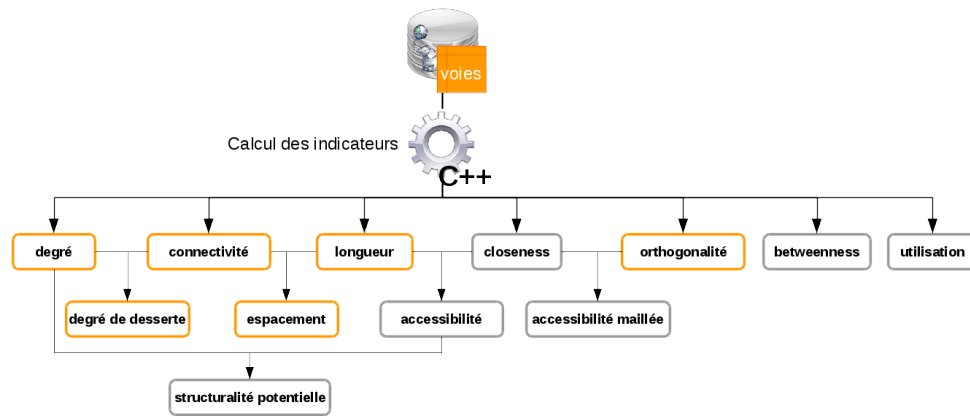 voies
Calcul des indicateurs
C++
degré
connectivité
longueur
closeness
orthogonalité
betweenness
utilisation
degré de desserte
espacement
accessibilité
accessibilité maillée
structuralité potentielle